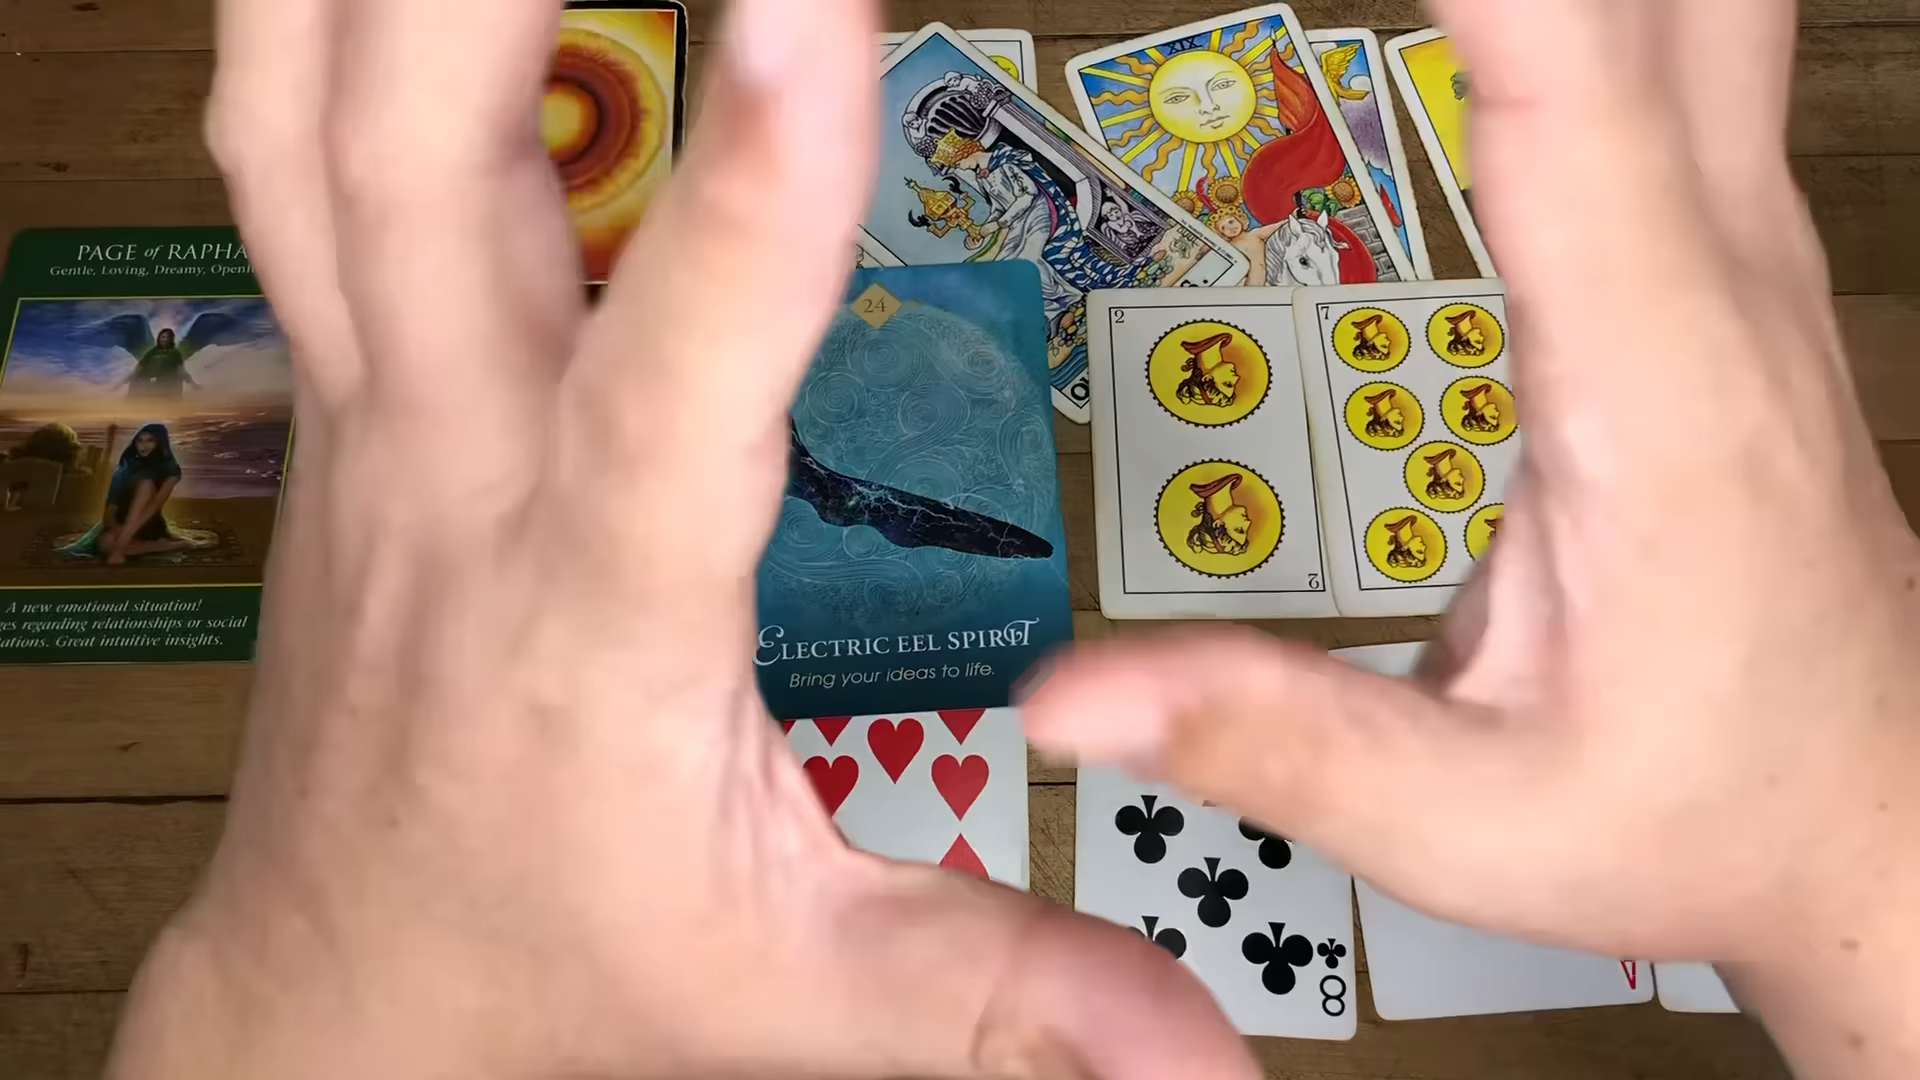 XIX
PAGE of RAPHA
Gentle, Loving, Dreamy, Open
24
2
7
2
ELECTRIC EEL SPIRIT
Bring your ideas to life.
A new emotional situation!
ges regarding relationships or social
ations. Great intuitive insights.
8
A